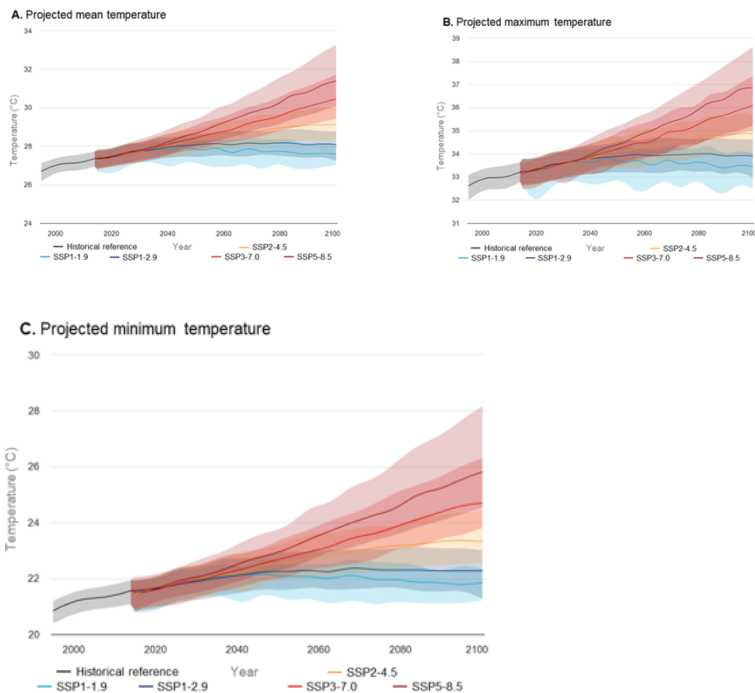 A. Projected mean temperature
34
32
30
28
26
24
Temperature (°C)
2000 2020 2040 2060 2080 2100
Historical reference Year SSP2-4.5
SSP1-1.9 SSP1-2.9 SSP3-7.0 SSP5-8.5
B. Projected maximum temperature
39
38
37
36
35
34
33
32
31
Temperature (°C)
2000 2020 2040 2060 2080 2100
Historical reference Year SSP2-4.5
SSP1-1.9 SSP1-2.9 SSP3-7.0 SSP5-8.5
C. Projected minimum temperature
30
28
26
24
22
20
Temperature (°C)
2000 2020 2040 2060 2080 2100
Historical reference Year SSP2-4.5
SSP1-1.9 SSP1-2.9 SSP3-7.0 SSP5-8.5